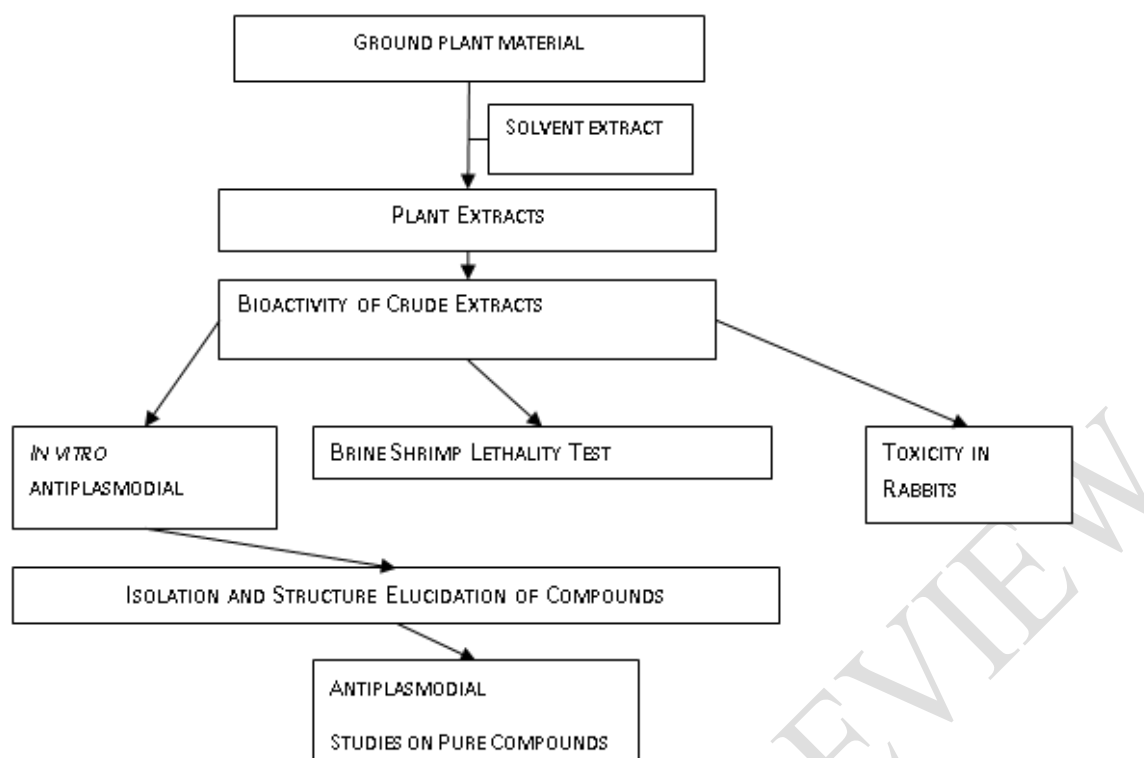 GROUND PLANT MATERIAL
SOLVENT EXTRACT
PLANT EXTRACTS
BIOACTIVITY OF CRUDE EXTRACTS
IN VITRO
ANTIPLASMODIAL
BRINE SHRIMP LETHALITY TEST
TOXICITY IN
RABBITS
ISOLATION AND STRUCTURE ELUCIDATION OF COMPOUNDS
ANTIPLASMODIAL
STUDIES ON PURE COMPOUNDS
EVIEW